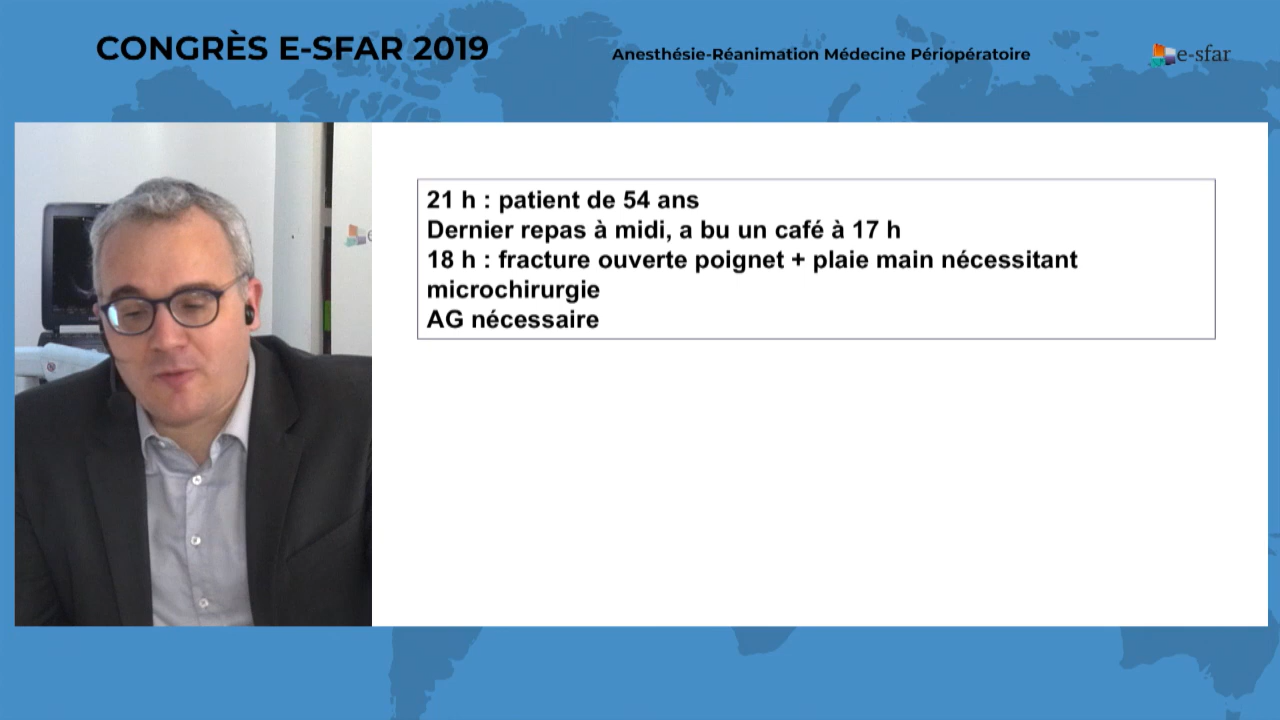 CONGRÈS E-SFAR 2019
Anesthésie-Réanimation Médecine Périopératoire
e-sfar
21 h : patient de 54 ans
Dernier repas à midi, a bu un café à 17 h
18 h : fracture ouverte poignet + plaie main nécessitant
microchirurgie
AG nécessaire